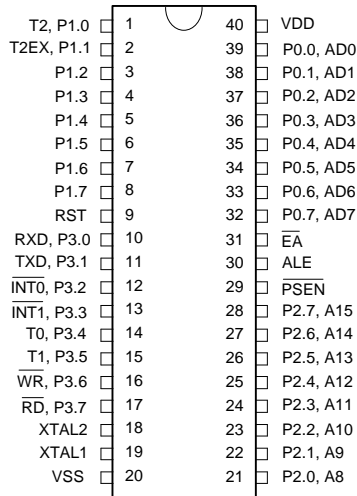 T2, P1.0 1 40 VDD
T2EX, P1.1 2 39 P0.0, AD0
P1.2 3 38 P0.1, AD1
P1.3 4 37 P0.2, AD2
P1.4 5 36 P0.3, AD3
P1.5 6 35 P0.4, AD4
P1.6 7 34 P0.5, AD5
P1.7 8 33 P0.6, AD6
RST 9 32 P0.7, AD7
RXD, P3.0 10 31 EA
TXD, P3.1 11 30 ALE
INT0, P3.2 12 29 PSEN
INT1, P3.3 13 28 P2.7, A15
T0, P3.4 14 27 P2.6, A14
T1, P3.5 15 26 P2.5, A13
WR, P3.6 16 25 P2.4, A12
RD, P3.7 17 24 P2.3, A11
XTAL2 18 23 P2.2, A10
XTAL1 19 22 P2.1, A9
VSS 20 21 P2.0, A8